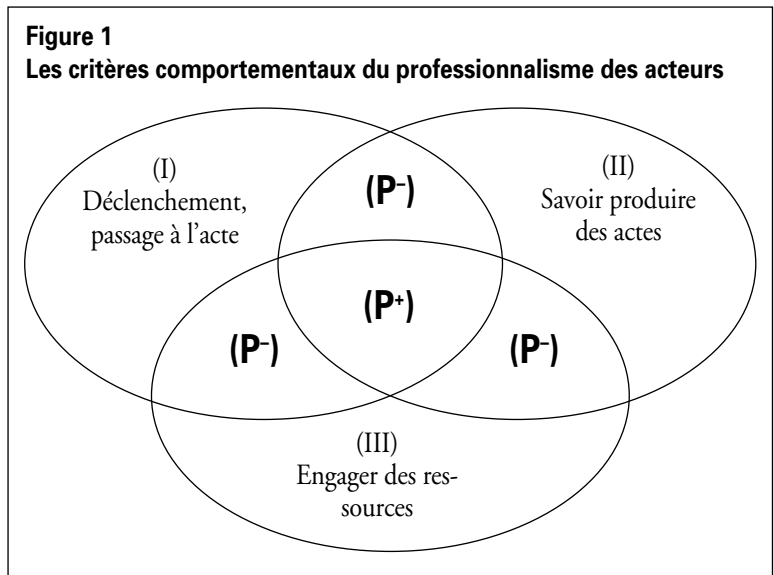 Figure 1
Les critères comportementaux du professionnalisme des acteurs
(I)
Déclenchement,
passage à l'acte
(P⁻)
(II)
Savoir produire
des actes
(P⁺)
(P⁻)
(P⁻)
(III)
Engager des res-
sources